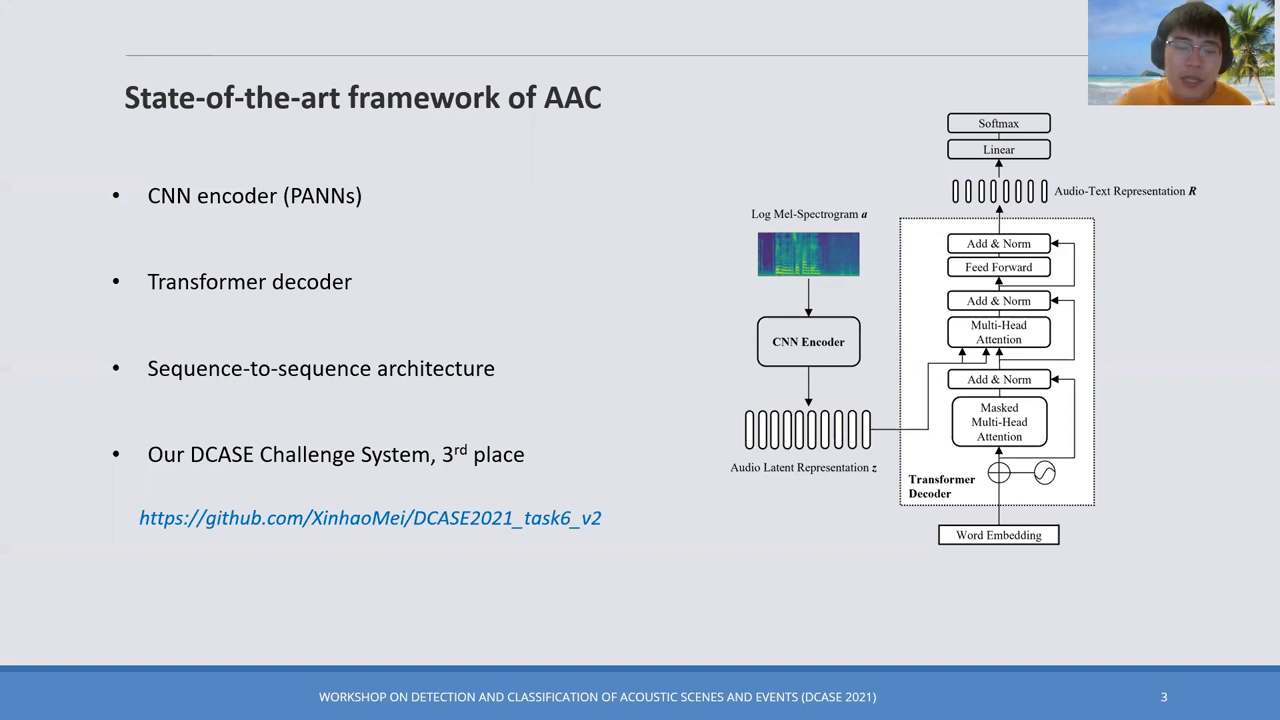 State-of-the-art framework of AAC
• CNN encoder (PANNs)
• Transformer decoder
• Sequence-to-sequence architecture
• Our DCASE Challenge System, 3rd place
https://github.com/XinhaoMei/DCASE2021_task6_v2
Log Mel-Spectrogram a
CNN Encoder
Audio Latent Representation z
Softmax
Linear
Audio-Text Representation R
Add & Norm
Feed Forward
Add & Norm
Multi-Head
Attention
Add & Norm
Masked
Multi-Head
Attention
Transformer
Decoder
Word Embedding
WORKSHOP ON DETECTION AND CLASSIFICATION OF ACOUSTIC SCENES AND EVENTS (DCASE 2021)
3